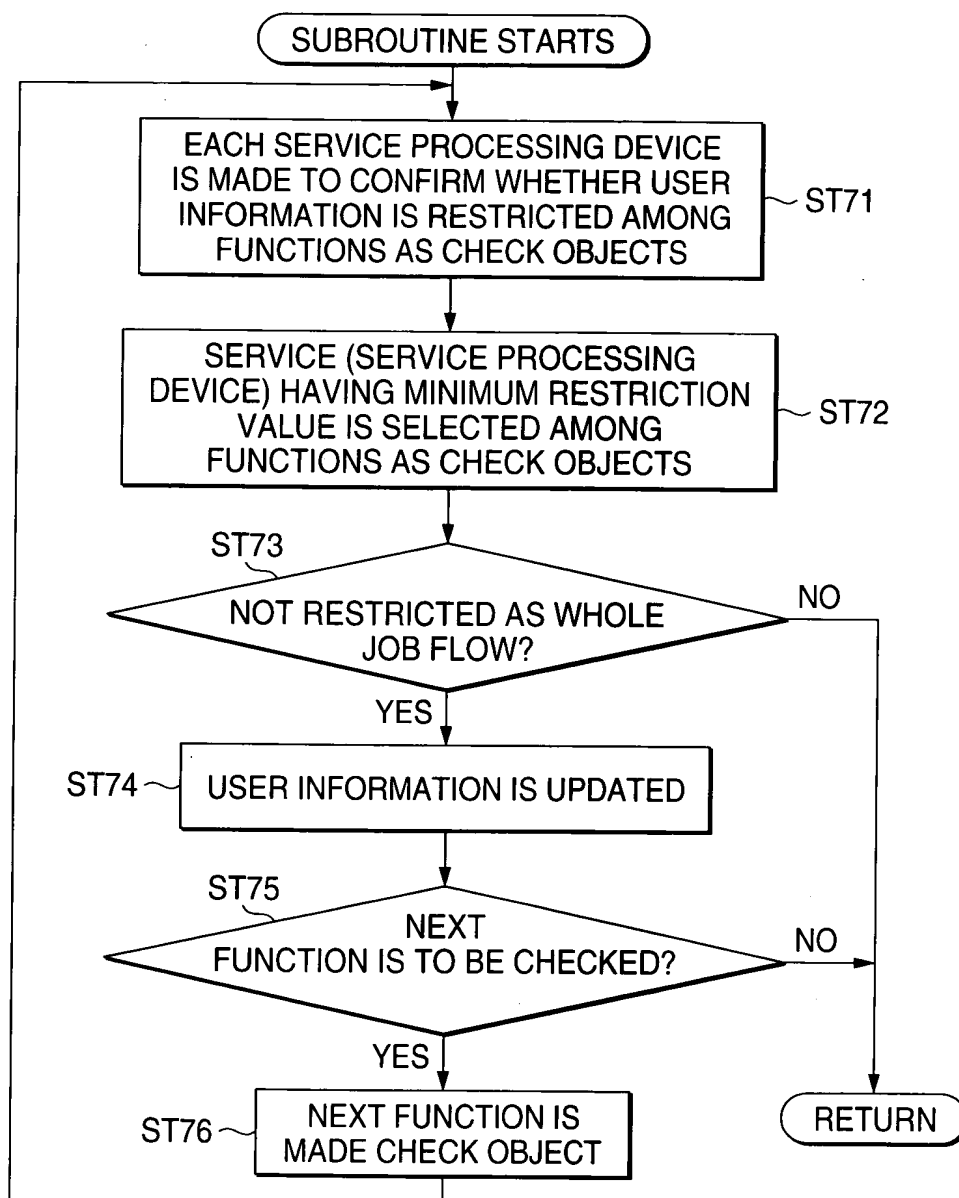 SUBROUTINE STARTS
EACH SERVICE PROCESSING DEVICE
IS MADE TO CONFIRM WHETHER USER
INFORMATION IS RESTRICTED AMONG
FUNCTIONS AS CHECK OBJECTS
ST71
SERVICE (SERVICE PROCESSING
DEVICE) HAVING MINIMUM RESTRICTION
VALUE IS SELECTED AMONG
FUNCTIONS AS CHECK OBJECTS
ST72
ST73
NOT RESTRICTED AS WHOLE
JOB FLOW?
NO
YES
ST74
USER INFORMATION IS UPDATED
ST75
NEXT
FUNCTION IS TO BE CHECKED?
NO
YES
ST76
NEXT FUNCTION IS
MADE CHECK OBJECT
RETURN